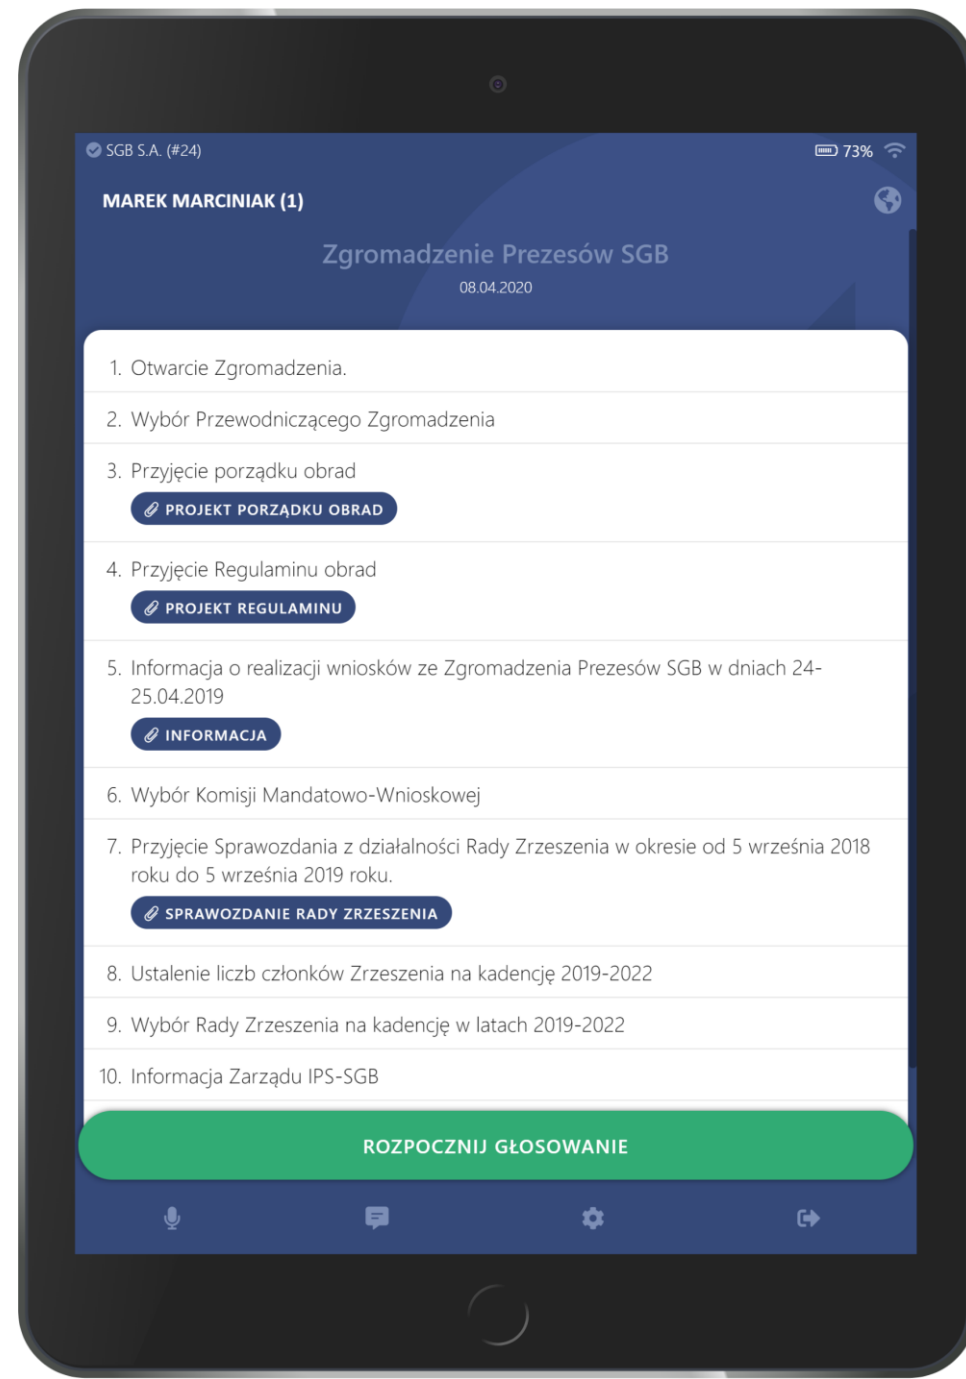 SGB S.A. (#24)
73%
MAREK MARCINIAK (1)
Zgromadzenie Prezesów SGB
08.04.2020
1. Otwarcie Zgromadzenia.
2. Wybór Przewodniczącego Zgromadzenia
3. Przyjęcie porządku obrad
PROJEKT PORZĄDKU OBRAD
4. Przyjęcie Regulaminu obrad
PROJEKT REGULAMINU
5. Informacja o realizacji wniosków ze Zgromadzenia Prezesów SGB w dniach 24-
25.04.2019
INFORMACJA
6. Wybór Komisji Mandatowo-Wnioskowej
7. Przyjęcie Sprawozdania z działalności Rady Zrzeszenia w okresie od 5 września 2018
roku do 5 września 2019 roku.
SPRAWOZDANIE RADY ZRZESZENIA
8. Ustalenie liczb członków Zrzeszenia na kadencję 2019-2022
9. Wybór Rady Zrzeszenia na kadencję w latach 2019-2022
10. Informacja Zarządu IPS-SGB
ROZPOCZNIJ GŁOSOWANIE